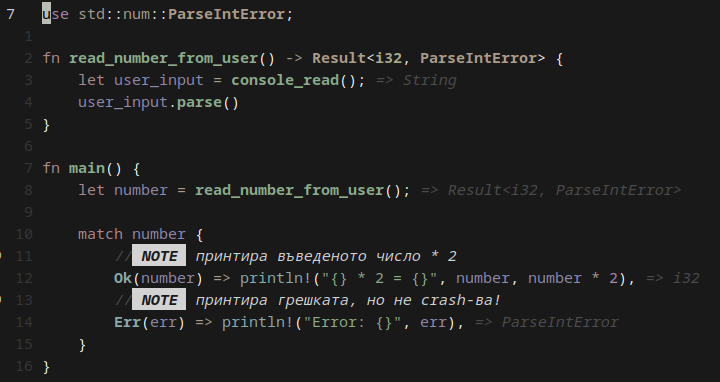 7 use std::num::ParseIntError;
1
2 fn read_number_from_user() -> Result<i32, ParseIntError> {
3 let user_input = console_read(); => String
4 user_input.parse()
5 }
6
7 fn main() {
8 let number = read_number_from_user(); => Result<i32, ParseIntError>
9
10 match number {
11 // NOTE принтира въведеното число * 2
12 Ok(number) => println!("{} * 2 = {}", number, number * 2), => i32
13 // NOTE принтира грешката, но не crash-ва!
14 Err(err) => println!("Error: {}", err), => ParseIntError
15 }
16 }